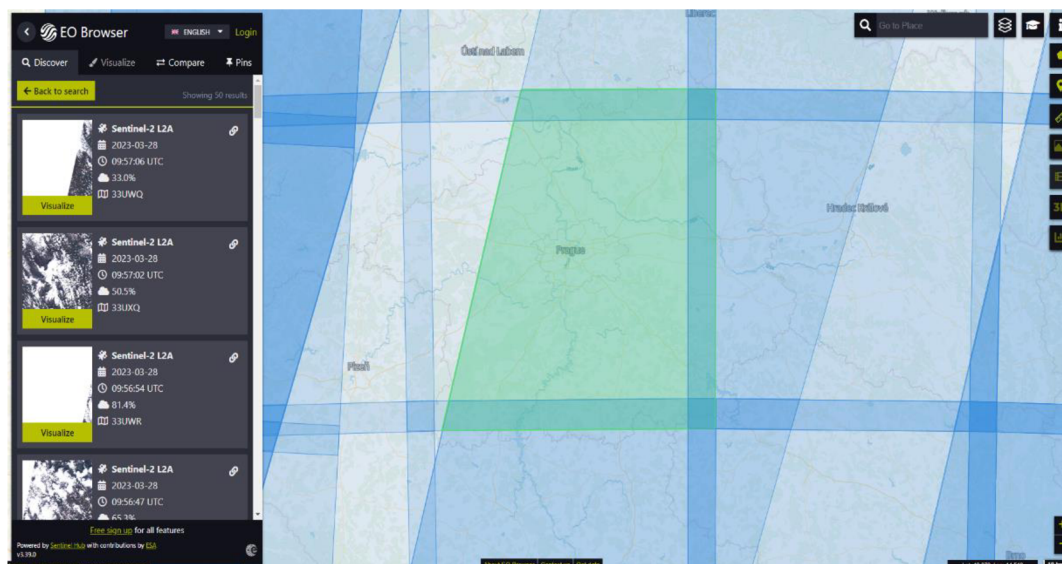 EO Browser
ENGLISH
Login
Discover
Visualize
Compare
Pins
Back to search
Showing 50 results
Sentinel-2 L2A
2023-03-28
09:57:06 UTC
33.0%
33UWQ
Visualize
Sentinel-2 L2A
2023-03-28
09:57:02 UTC
50.5%
33UXQ
Visualize
Sentinel-2 L2A
2023-03-28
09:56:54 UTC
81.4%
33UWR
Visualize
Sentinel-2 L2A
2023-03-28
09:56:47 UTC
65.3%
Free sign up for all features
Powered by Sentinel Hub with contributions by ESA
v3.39.0
Go to Place
Liberec
Ústí nad Labem
Hradec Králové
Prague
Plzeň
Brno